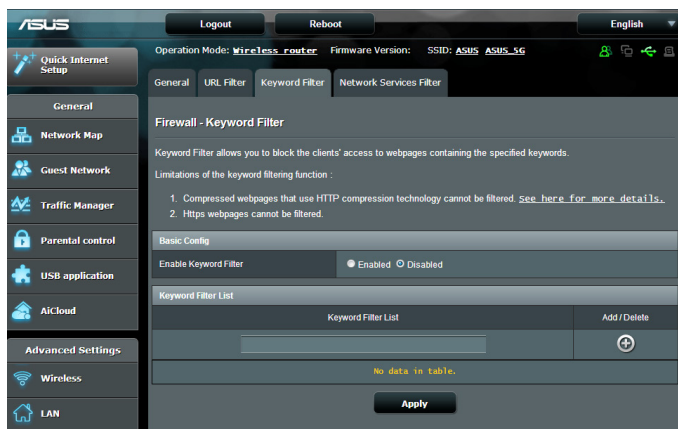 ASUS
Logout
Reboot
English
Operation Mode: Wireless router Firmware Version: SSID: ASUS ASUS_5G
Quick Internet
Setup
General
Network Map
Guest Network
Traffic Manager
Parental control
USB application
AiCloud
Advanced Settings
Wireless
LAN
General
URL Filter
Keyword Filter
Network Services Filter
Firewall - Keyword Filter
Keyword Filter allows you to block the clients' access to webpages containing the specified keywords.
Limitations of the keyword filtering function :
1. Compressed webpages that use HTTP compression technology cannot be filtered. See here for more details.
2. Https webpages cannot be filtered.
Basic Config
Enable Keyword Filter
Enabled Disabled
Keyword Filter List
Keyword Filter List
Add / Delete
No data in table.
Apply